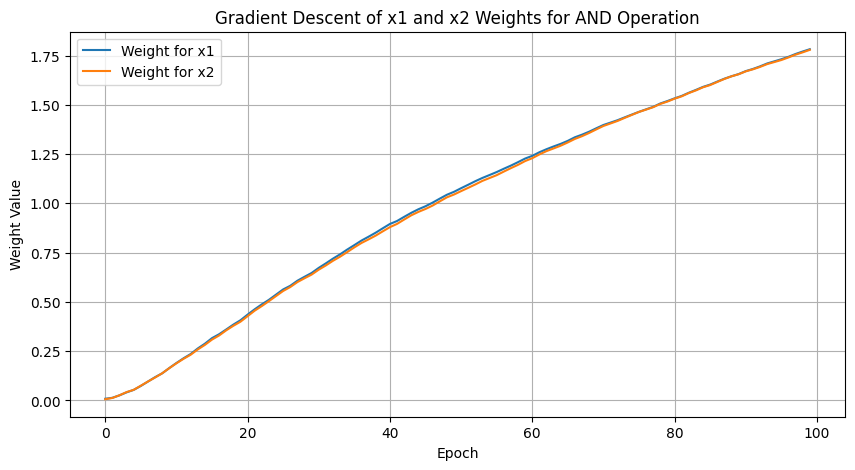 Gradient Descent of x1 and x2 Weights for AND Operation
Weight for x1
Weight for x2
Weight Value
1.75
1.50
1.25
1.00
0.75
0.50
0.25
0.00
0 20 40 60 80 100
Epoch